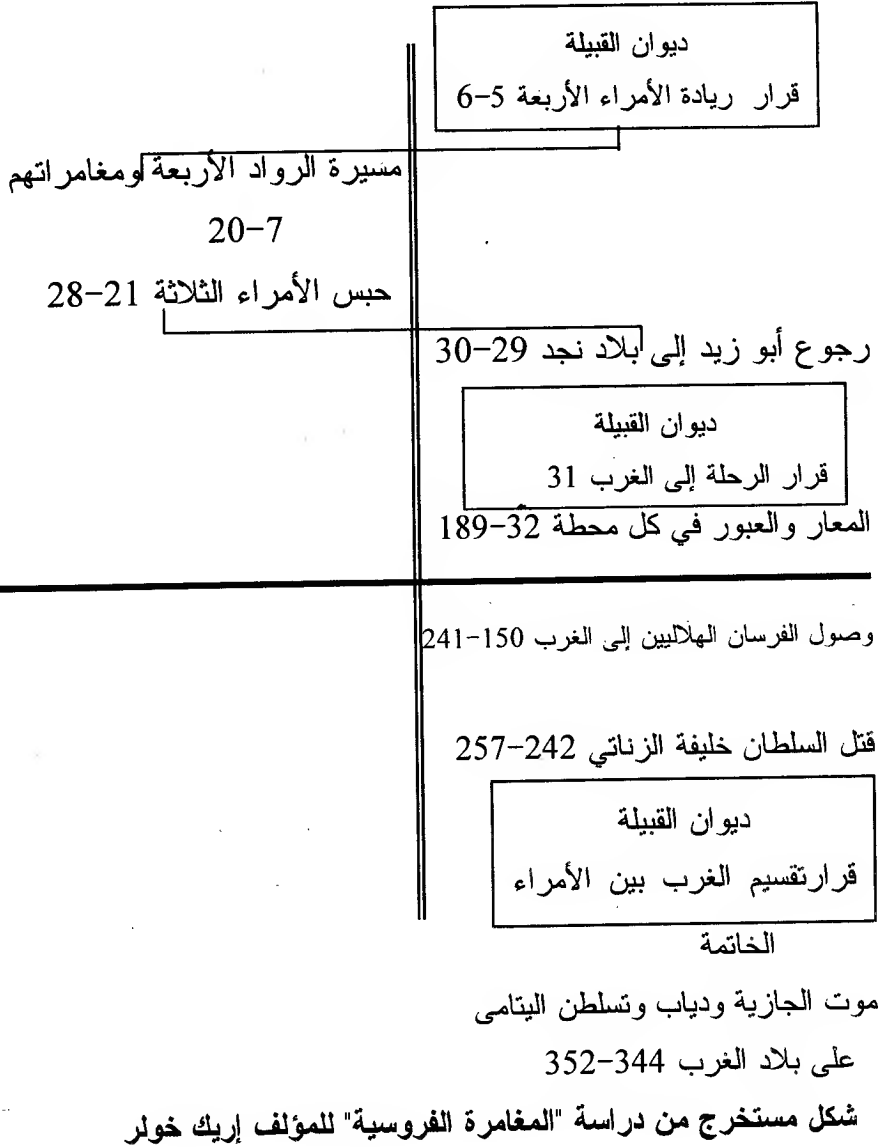 ديوان القبيلة
قرار ريادة الأمراء الأربعة 5-6
مسيرة الرواد الأربعة ومغامراتهم
7-20
حبس الأمراء الثلاثة 21-28
رجوع أبو زيد إلى بلاد نجد 29-30
ديوان القبيلة
قرار الرحلة إلى الغرب 31
المعار والعبور في كل محطة 32-189
وصول الفرسان الهلاليين إلى الغرب 150-241
قتل السلطان خليفة الزناتي 242-257
ديوان القبيلة
قرارتقسيم الغرب بين الأمراء
الخاتمة
موت الجازية ودياب وتسلطن اليتامى
على بلاد الغرب 344-352
شكل مستخرج من دراسة "المغامرة الفروسية" للمؤلف إريك خولر